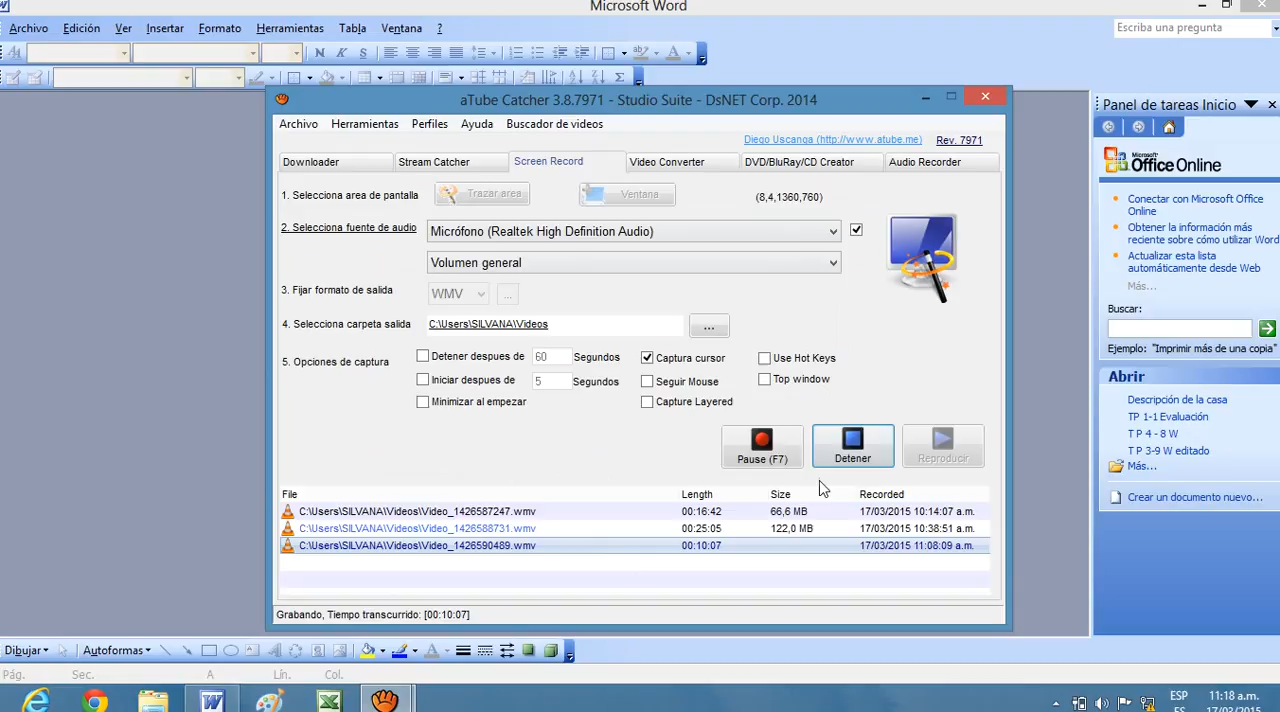 Microsoft Word
Archivo Edición Ver Insertar Formato Herramientas Tabla Ventana ? Escriba una pregunta
N K S
aTube Catcher 3.8.7971 - Studio Suite - DsNET Corp. 2014
Panel de tareas Inicio
Archivo Herramientas Perfiles Ayuda Buscador de videos
Diego Uscanga (http://www.atube.me) Rev. 7971
Downloader Stream Catcher Screen Record Video Converter DVD/BluRay/CD Creator Audio Recorder
1. Selecciona area de pantalla Trazar area Ventana (8,4,1360,760)
2. Selecciona fuente de audio Micrófono (Realtek High Definition Audio)
Volumen general
3. Fijar formato de salida WMV ...
4. Selecciona carpeta salida C:\Users\SILVANA\Videos ...
5. Opciones de captura Detener despues de 60 Segundos Captura cursor Use Hot Keys
Iniciar despues de 5 Segundos Seguir Mouse Top window
Minimizar al empezar Capture Layered
Pause (F7) Detener Reproducir
File Length Size Recorded
C:\Users\SILVANA\Videos\Video_1426587247.wmv 00:16:42 66,6 MB 17/03/2015 10:14:07 a.m.
C:\Users\SILVANA\Videos\Video_1426588731.wmv 00:25:05 122,0 MB 17/03/2015 10:38:51 a.m.
C:\Users\SILVANA\Videos\Video_1426590489.wmv 00:10:07 17/03/2015 11:08:09 a.m.
Grabando, Tiempo transcurrido: [00:10:07]
Microsoft
Office Online
Conectar con Microsoft Office
Online
Obtener la información más
reciente sobre cómo utilizar Word
Actualizar esta lista
automáticamente desde Web
Más...
Buscar:
Ejemplo: "Imprimir más de una copia"
Abrir
Descripción de la casa
TP 1-1 Evaluación
T P 4 - 8 W
T P 3-9 W editado
Más...
Crear un documento nuevo...
Dibujar Autoformas
Pág. Sec. A Lín. Col.
ESP 11:18 a.m.
ES 17/03/2015